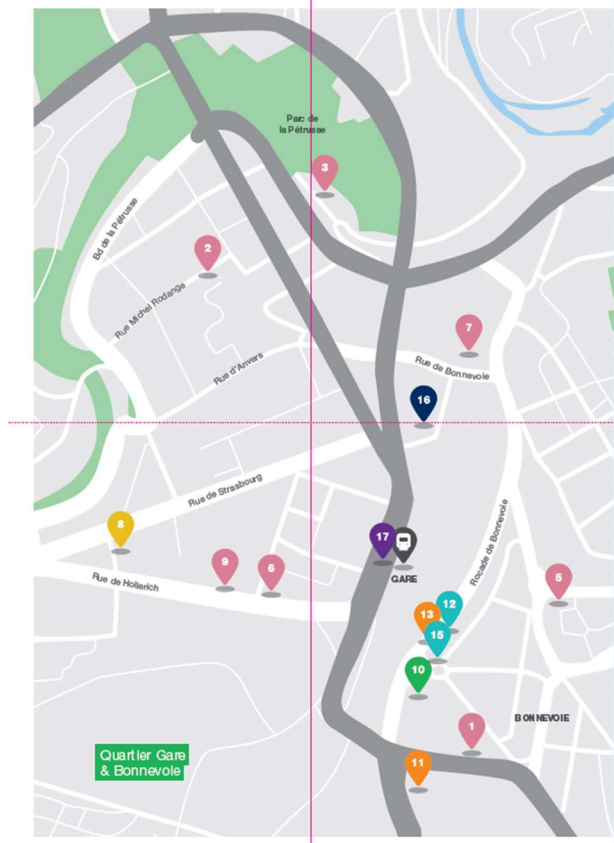 Parc de
la Pétrusse
3
Bd de la Pétrusse
2
Rue Michel Rodange
7
Rue d'Anvers
Rue de Bonnevoie
16
Rue de Strasbourg
8
17
GARE
Rocade de Bonnevoie
9
6
5
Rue de Hollerich
12
13
15
10
BONNEVOIE
1
Quartier Gare
& Bonnevoie
11